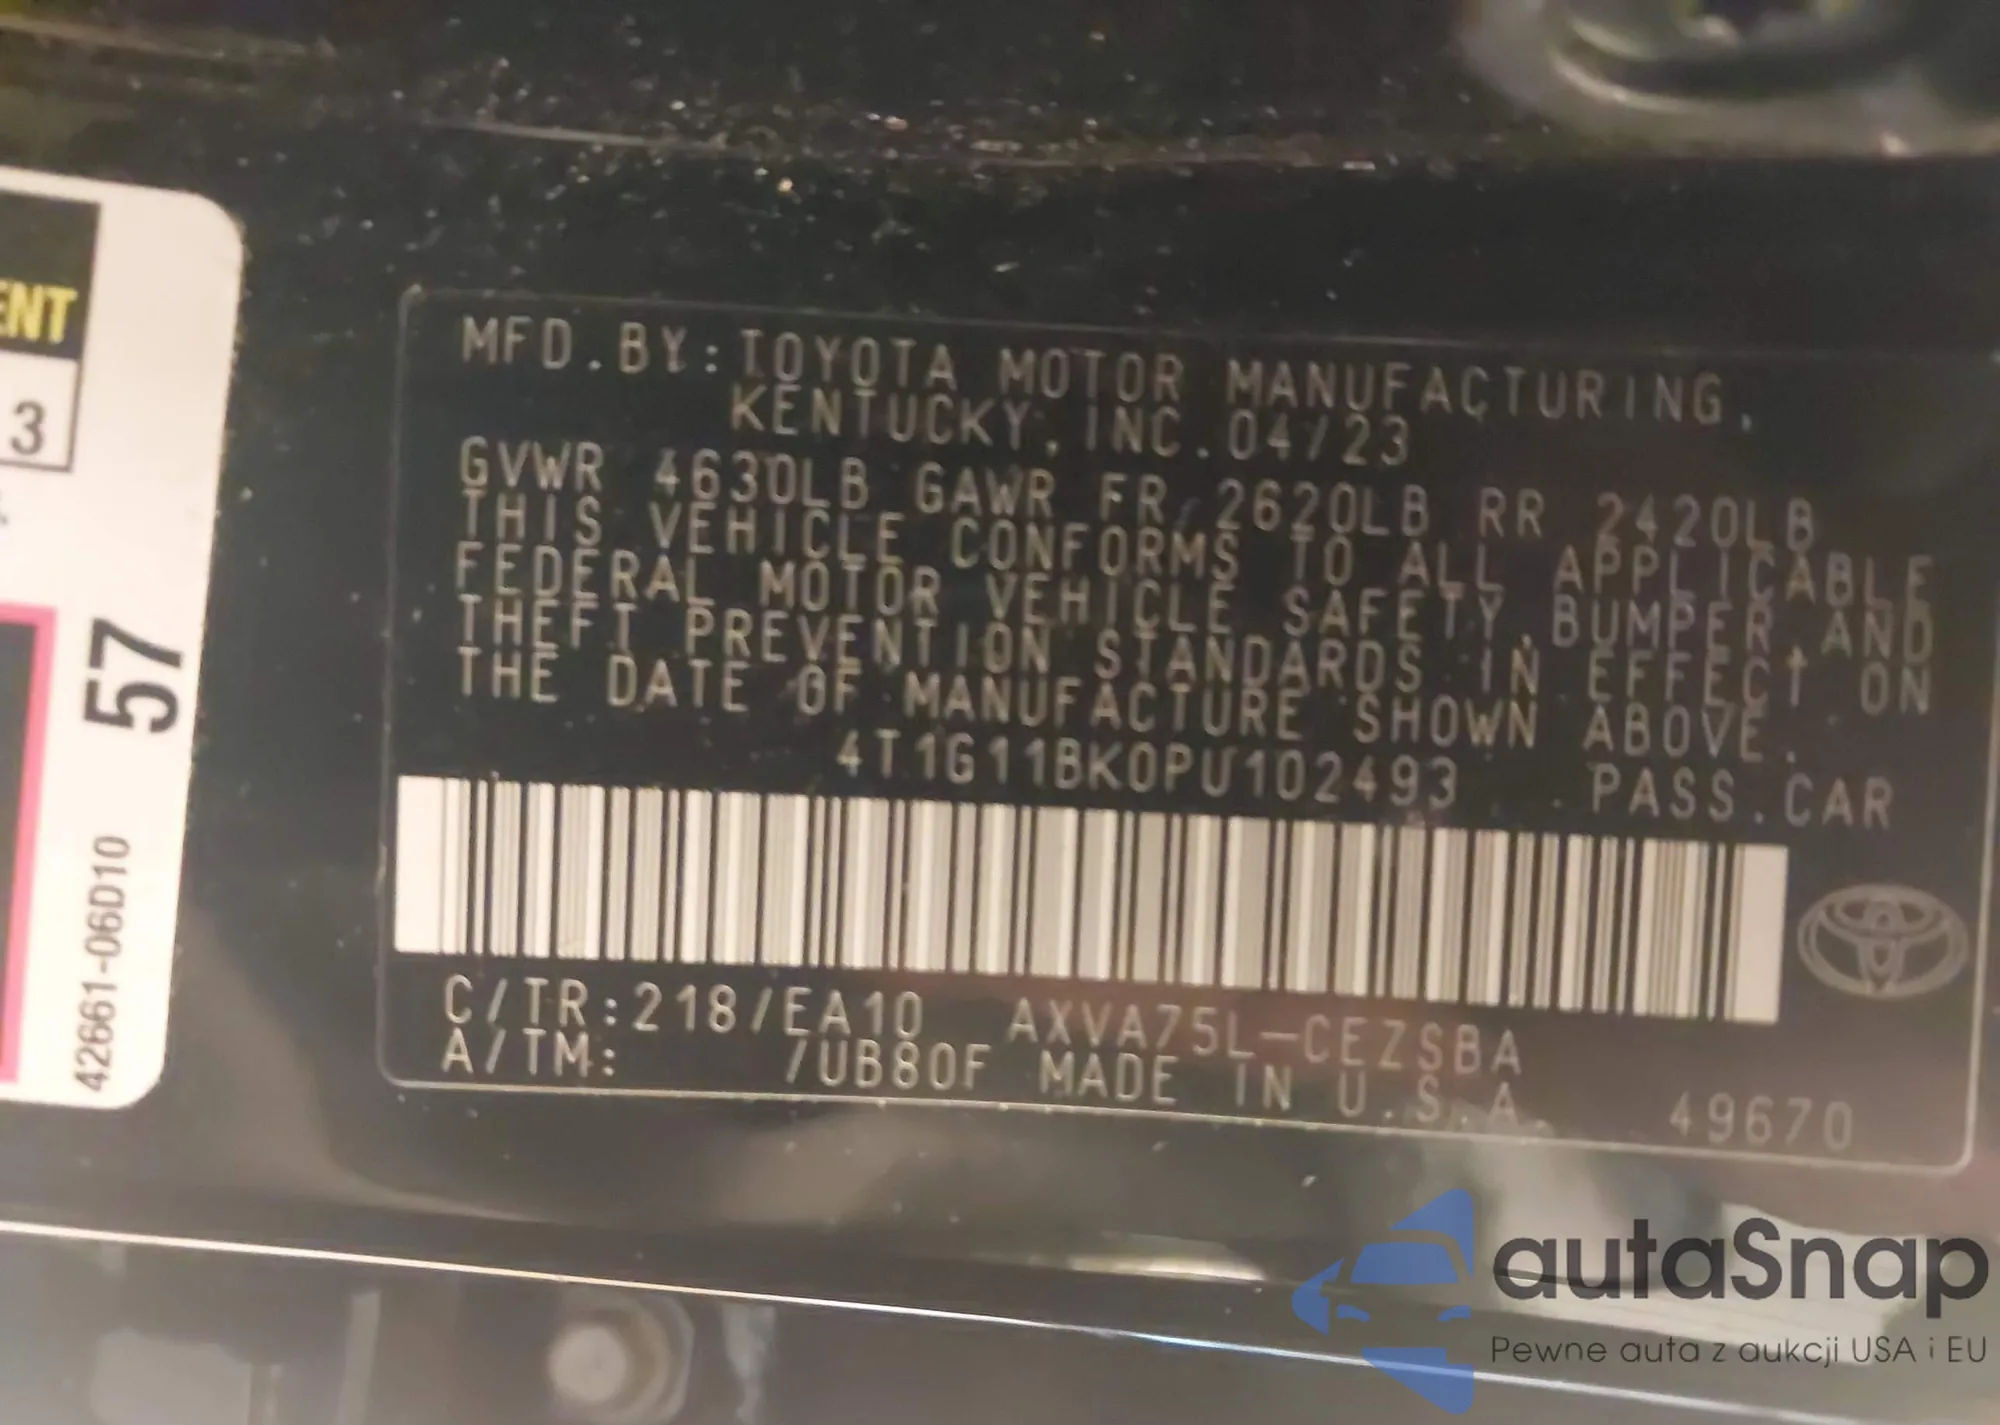 ENT
3
57
42661-06D10
MFD.BY:TOYOTA MOTOR MANUFACTURING,
KENTUCKY,INC.04/23
GVWR 4630LB GAWR FR 2620LB RR 2420LB
THIS VEHICLE CONFORMS TO ALL APPLICABLE
FEDERAL MOTOR VEHICLE SAFETY,BUMPER,AND
THEFT PREVENTION STANDARDS IN EFFECT ON
THE DATE OF MANUFACTURE SHOWN ABOVE.
4T1G11BK0PU102493 PASS.CAR
C/TR:218/EA10 AXVA75L-CEZSBA
A/TM: /UB80F MADE IN U.S.A. 49670
autaSnap
Pewne auta z aukcji USA i EU